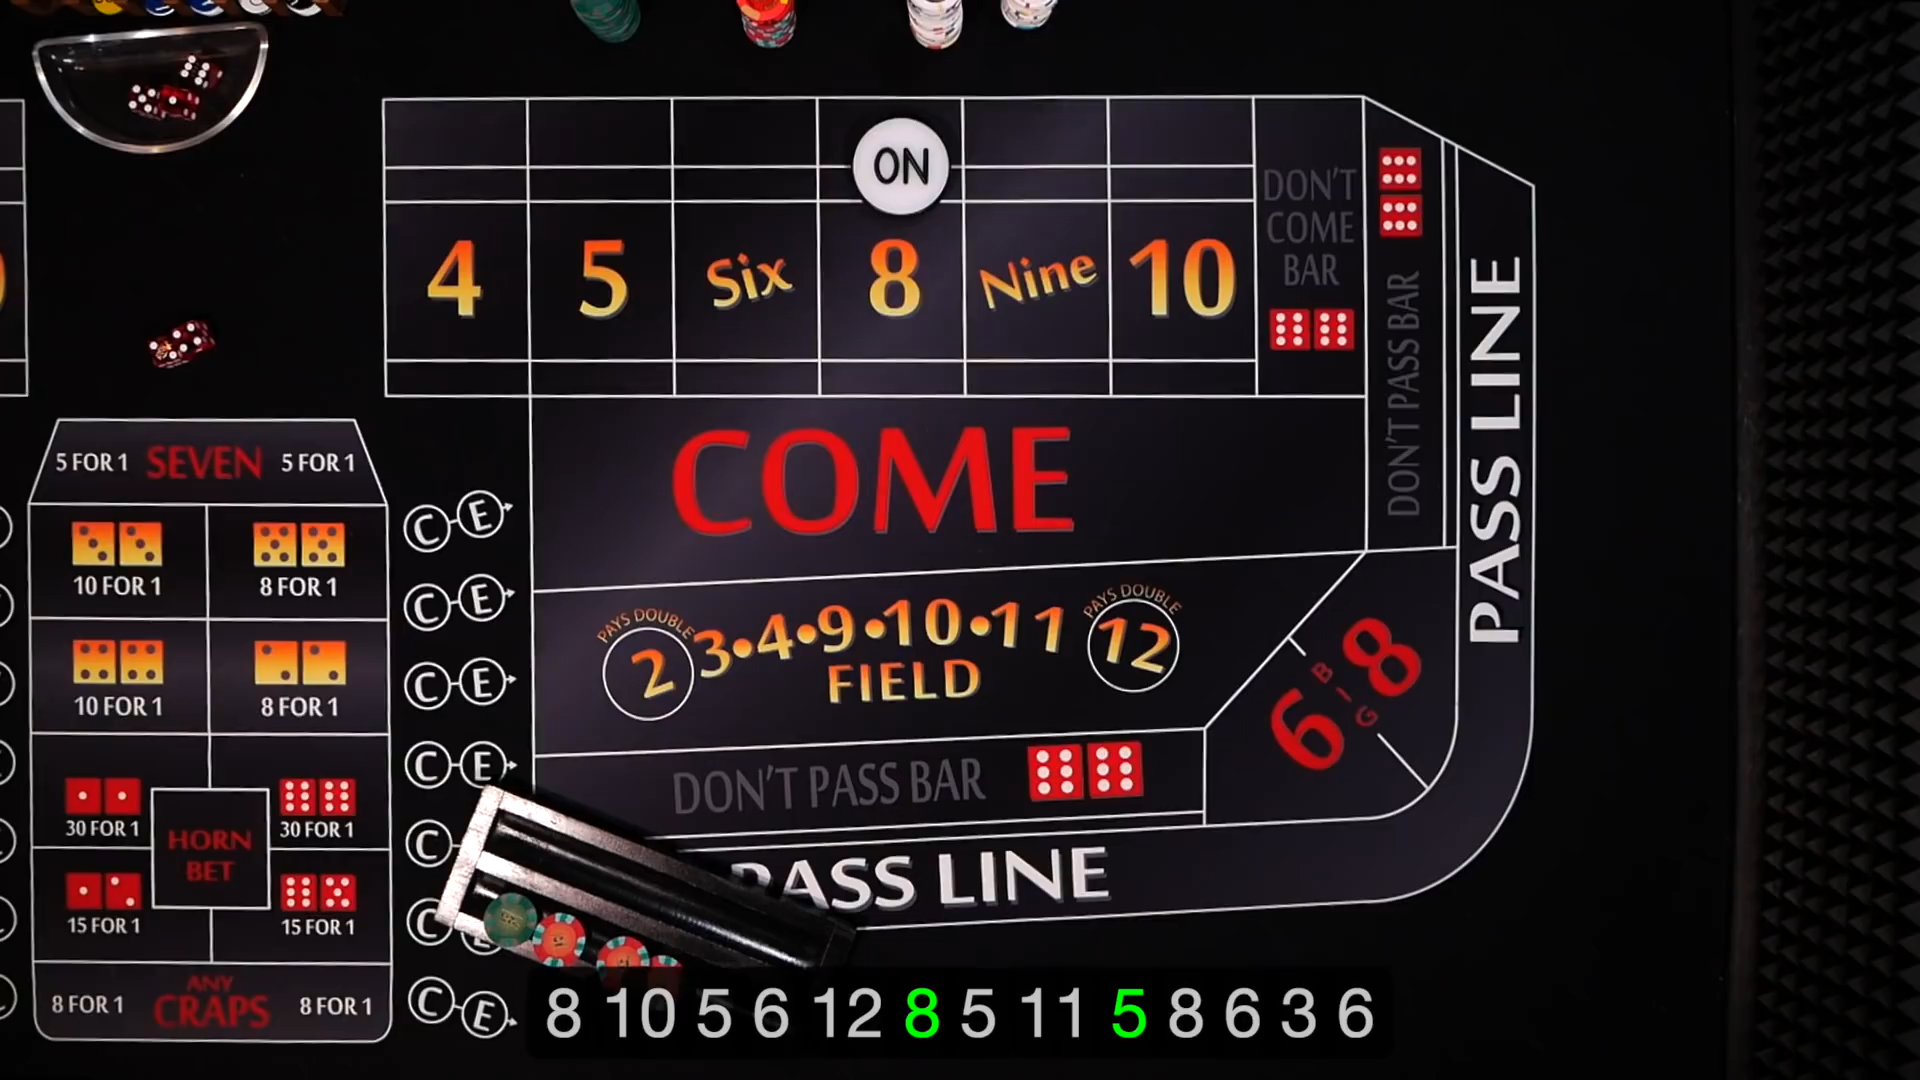 ON
4 5 Six 8 Nine 10
DON'T
COME
BAR
DON'T PASS BAR
PASS LINE
COME
5 FOR 1 SEVEN 5 FOR 1
10 FOR 1 8 FOR 1
10 FOR 1 8 FOR 1
30 FOR 1 30 FOR 1
HORN
BET
15 FOR 1 15 FOR 1
ANY
8 FOR 1 CRAPS 8 FOR 1
C E
C E
C E
C E
C
C E
C E
PAYS DOUBLE PAYS DOUBLE
2 3•4•9•10•11 12
FIELD
6 BIG 8
DON'T PASS BAR
PASS LINE
8 10 5 6 12 8 5 11 5 8 6 3 6